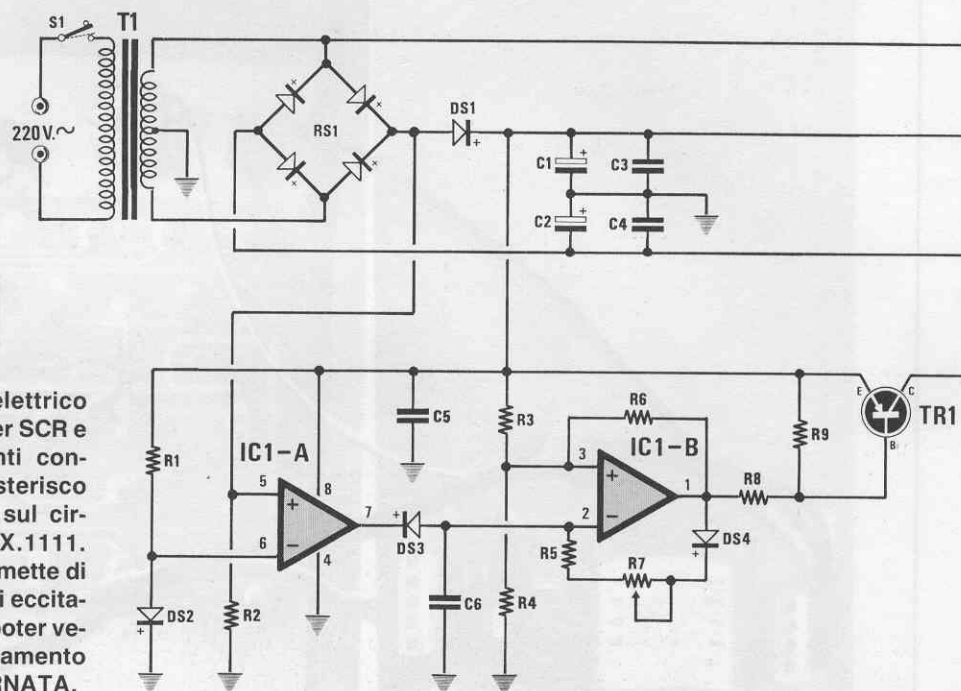 S1
T1
220V.~
RS1
DS1
+
C1
+
C3
C2
+
C4
elettrico
er SCR e
nti con-
sterisco
sul cir-
X.1111.
mette di
i eccita-
poter ve-
amento
RNATA.
R1
IC1-A
5
+
8
6
-
4
7
DS2
+
R2
C5
+
DS3
C6
R3
R4
R6
IC1-B
3
+
2
-
1
R5
R7
R8
DS4
+
R9
E
C
B
TR1